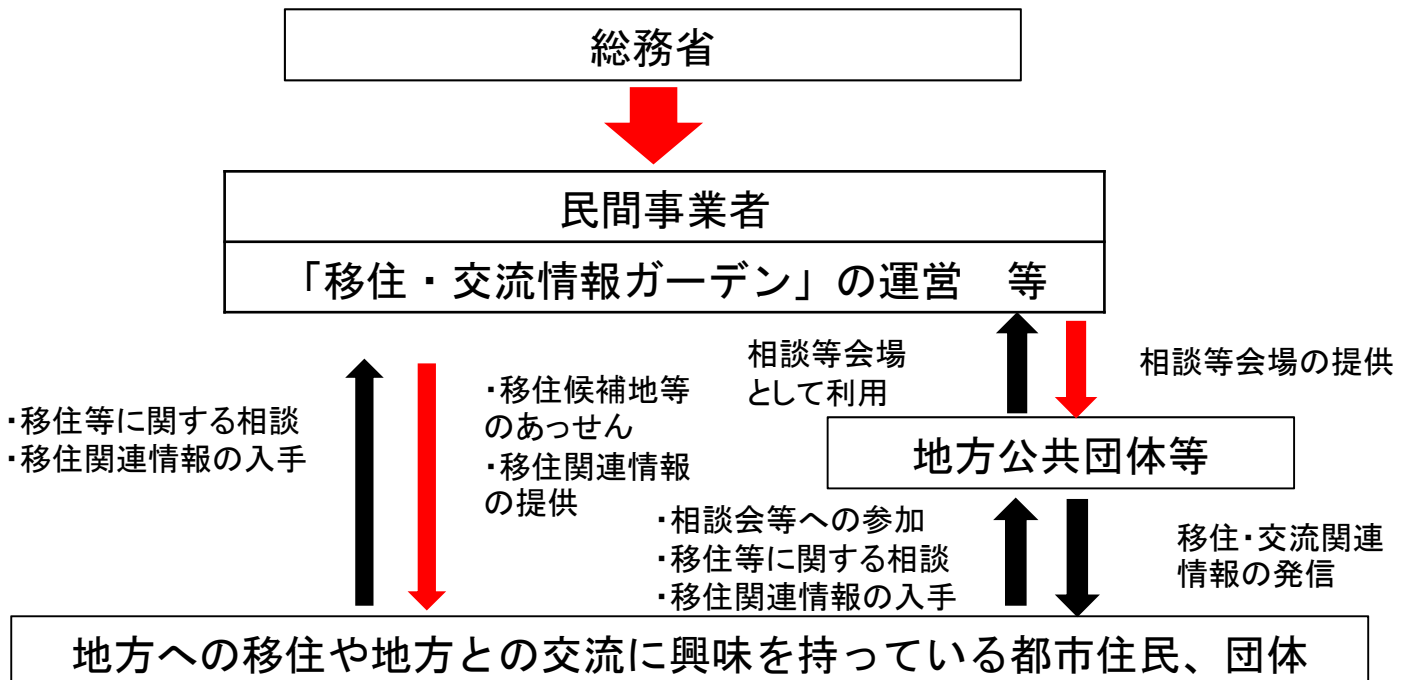 総務省
民間事業者
「移住・交流情報ガーデン」の運営　等
・移住等に関する相談
・移住関連情報の入手
・移住候補地等
のあっせん
・移住関連情報
の提供
相談等会場
として利用
相談等会場の提供
地方公共団体等
・相談会等への参加
・移住等に関する相談
・移住関連情報の入手
移住・交流関連
情報の発信
地方への移住や地方との交流に興味を持っている都市住民、団体